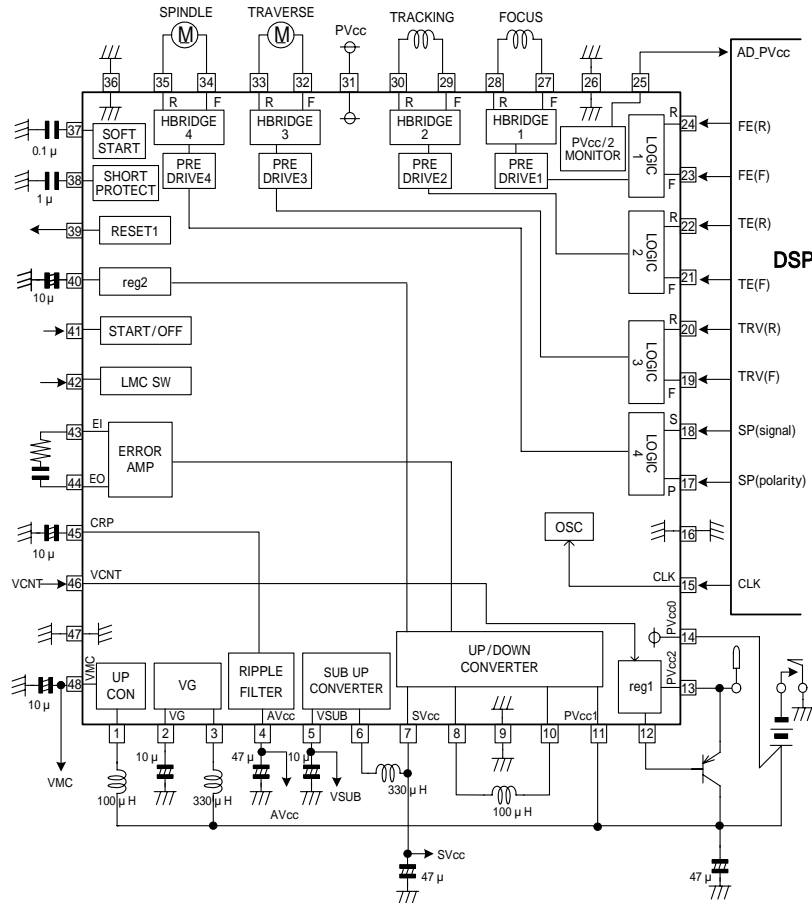 SPINDLE TRAVERSE TRACKING FOCUS
PVcc
M M
AD_PVcc
36 35 34 33 32 31 30 29 28 27 26 25
R F R F R F R F
HBRIDGE 4
HBRIDGE 3
HBRIDGE 2
HBRIDGE 1
PVcc/2 MONITOR
PRE DRIVE4
PRE DRIVE3
PRE DRIVE2
PRE DRIVE1
37 SOFT START
0.1 μ
38 SHORT PROTECT
1 μ
39 RESET1
40 reg2
10 μ
41 START/OFF
42 LMC SW
43 EI
ERROR AMP
44 EO
45 CRP
10 μ
VCNT 46 VCNT
47
VMC
48
10 μ
R 24 FE(R)
LOGIC 1
F 23 FE(F)
R 22 TE(R)
LOGIC 2
DSP
F 21 TE(F)
R 20 TRV(R)
LOGIC 3
F 19 TRV(F)
S 18 SP(signal)
LOGIC 4
P 17 SP(polarity)
OSC
16
CLK 15 CLK
PVcc0
14
PVcc2
13
UP CON
VG
RIPPLE FILTER
SUB UP CONVERTER
UP/DOWN CONVERTER
reg1
VG AVcc VSUB SVcc PVcc1
1 2 3 4 5 6 7 8 9 10 11 12
VMC
100 μ H
10 μ
330 μ H
47 μ
AVcc
10 μ
VSUB
330 μ H
100 μ H
SVcc
47 μ
47 μ